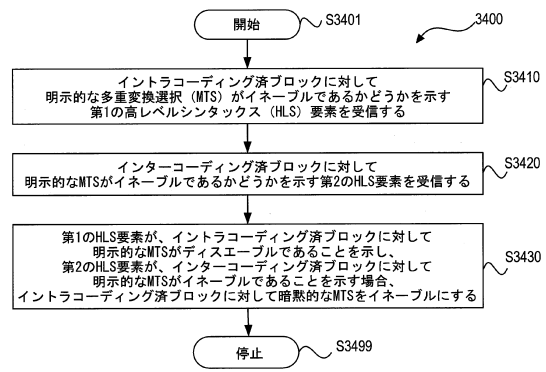 開始
S3401
3400
イントラコーディング済ブロックに対して
明示的な多重変換選択（MTS）がイネーブルであるかどうかを示す
第1の高レベルシンタックス（HLS）要素を受信する
S3410
インターコーディング済ブロックに対して
明示的なMTSがイネーブルであるかどうかを示す第2のHLS要素を受信する
S3420
第1のHLS要素が、イントラコーディング済ブロックに対して
明示的なMTSがディスエーブルであることを示し、
第2のHLS要素が、インターコーディング済ブロックに対して
明示的なMTSがイネーブルであることを示す場合、
イントラコーディング済ブロックに対して暗黙的なMTSをイネーブルにする
S3430
停止
S3499